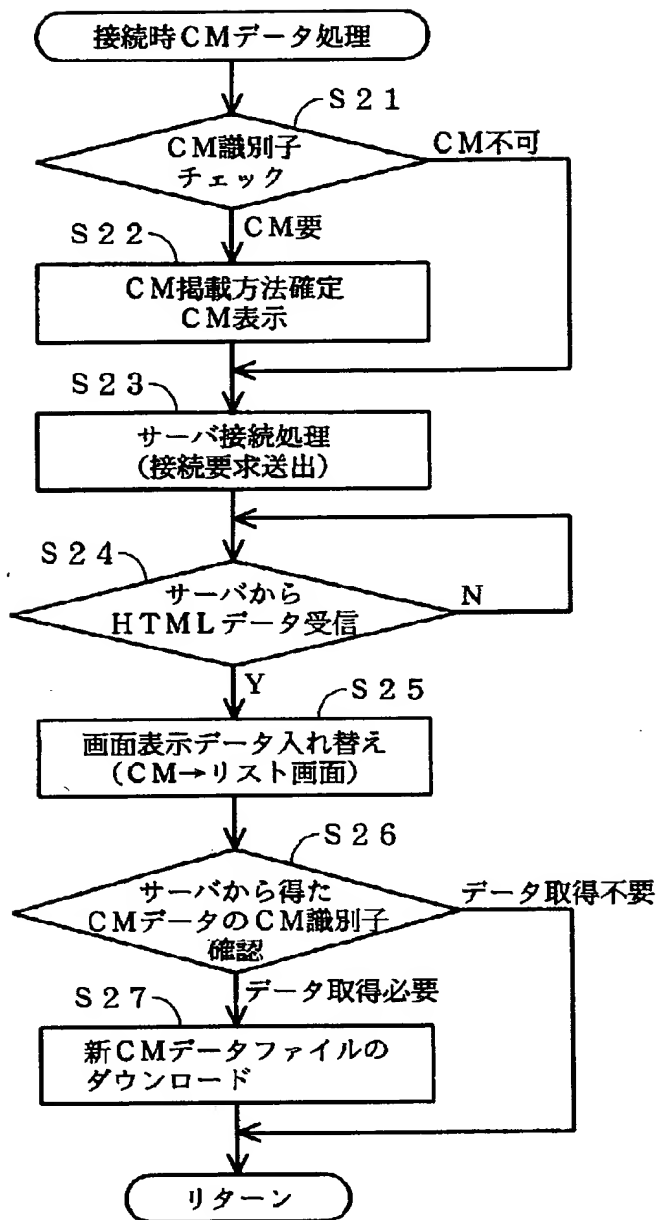 接続時CMデータ処理
S21
CM識別子
チェック
CM不可
S22
CM要
CM掲載方法確定
CM表示
S23
サーバ接続処理
(接続要求送出)
S24
サーバから
HTMLデータ受信
N
Y
S25
画面表示データ入れ替え
(CM→リスト画面)
S26
サーバから得た
CMデータのCM識別子
確認
データ取得不要
S27
データ取得必要
新CMデータファイルの
ダウンロード
リターン